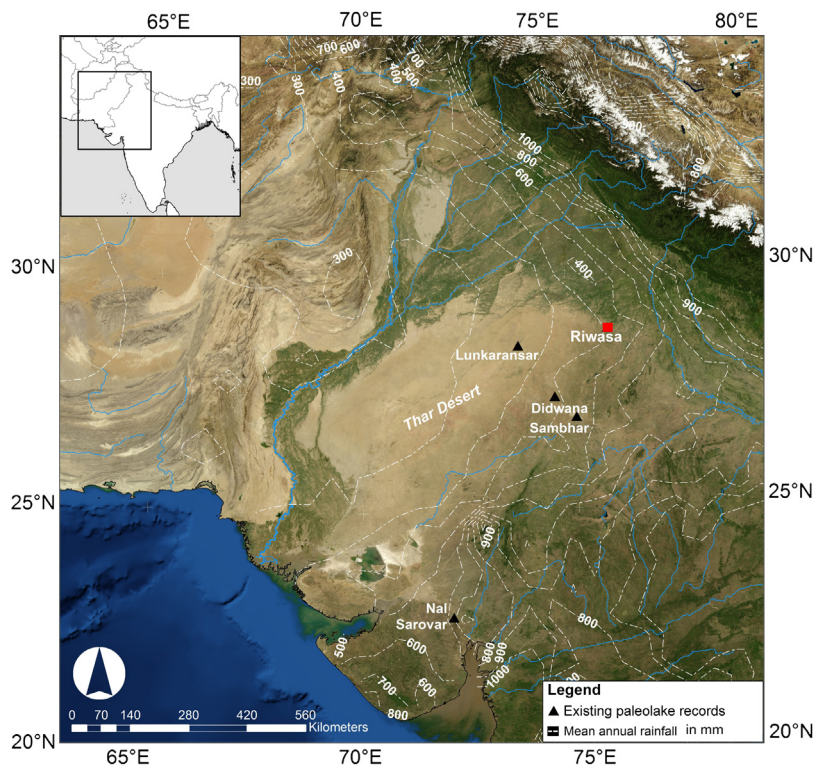 65°E 70°E 75°E 80°E
700
600
700
300
400
400
500
300
1000
800
600
800
30°N
300
400
30°N
900
Riwasa
Lunkaransar
Thar Desert
Didwana
Sambhar
25°N
25°N
900
Nal
Sarovar
800
500
600
800
900
1000
700
600
800
Legend
Existing paleolake records
Mean annual rainfall in mm
0 70 140 280 420 560
Kilometers
20°N
20°N
65°E 70°E 75°E